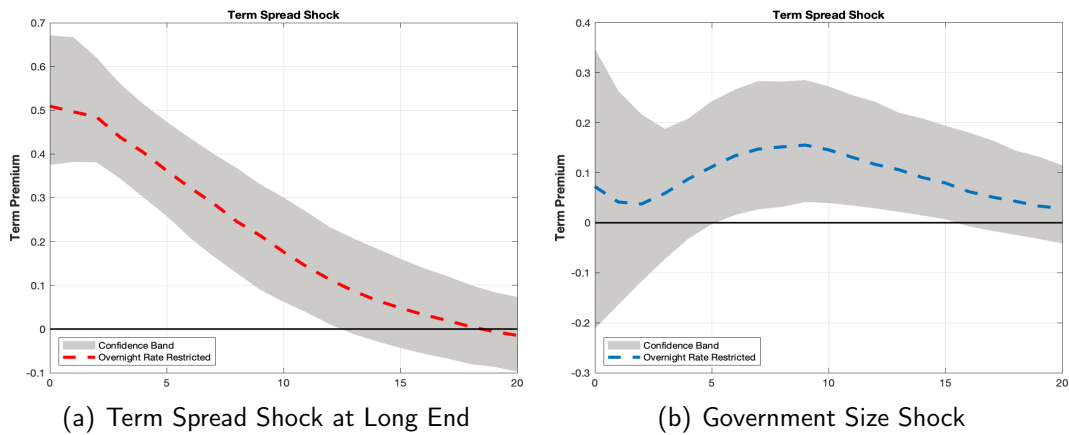 Term Spread Shock
0.7
0.6
0.5
0.4
0.3
0.2
0.1
0
-0.1
Term Premium
0 5 10 15 20
Confidence Band
Overnight Rate Restricted
(a) Term Spread Shock at Long End
Term Spread Shock
0.4
0.3
0.2
0.1
0
-0.1
-0.2
-0.3
Term Premium
0 5 10 15 20
Confidence Band
Overnight Rate Restricted
(b) Government Size Shock